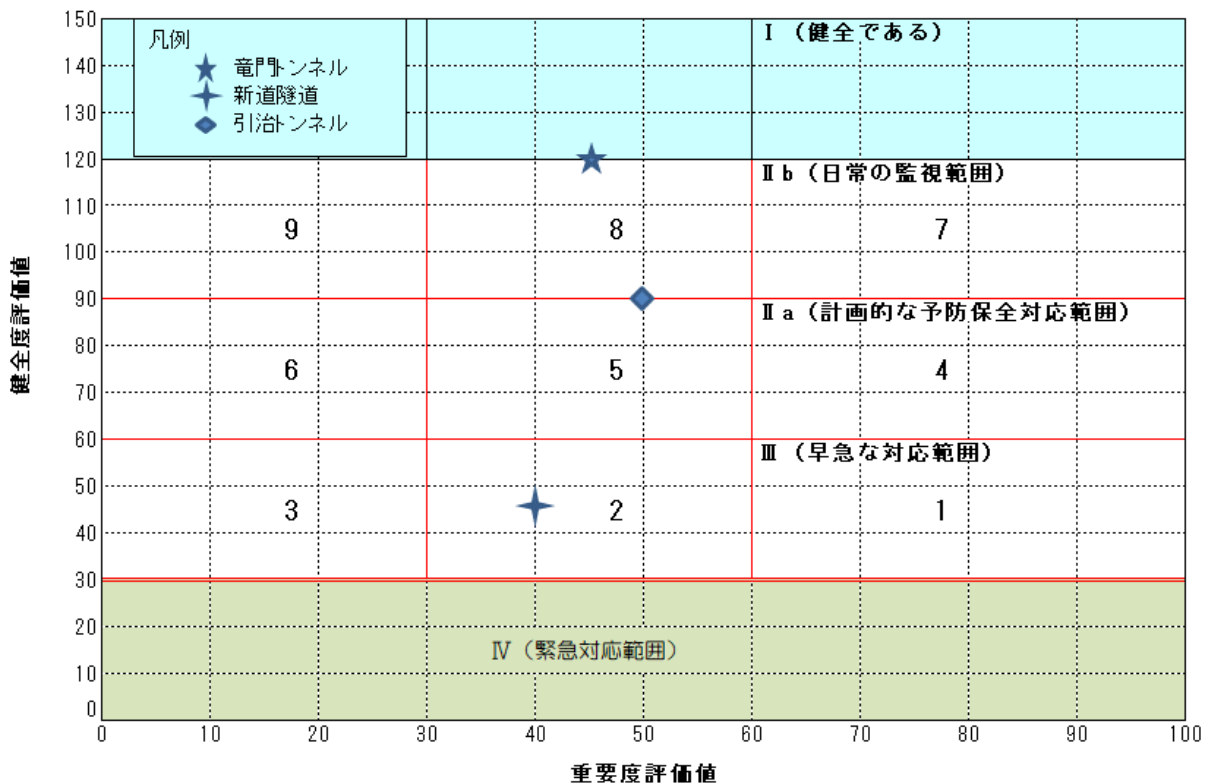 凡例
竜門トンネル
新道隧道
引治トンネル
Ⅰ （健全である）
Ⅱｂ（日常の監視範囲）
9
8
7
Ⅱａ（計画的な予防保全対応範囲）
6
5
4
Ⅲ（早急な対応範囲）
3
2
1
Ⅳ（緊急対応範囲）
健全度評価値
150
140
130
120
110
100
90
80
70
60
50
40
30
20
10
0
0 10 20 30 40 50 60 70 80 90 100
重要度評価値